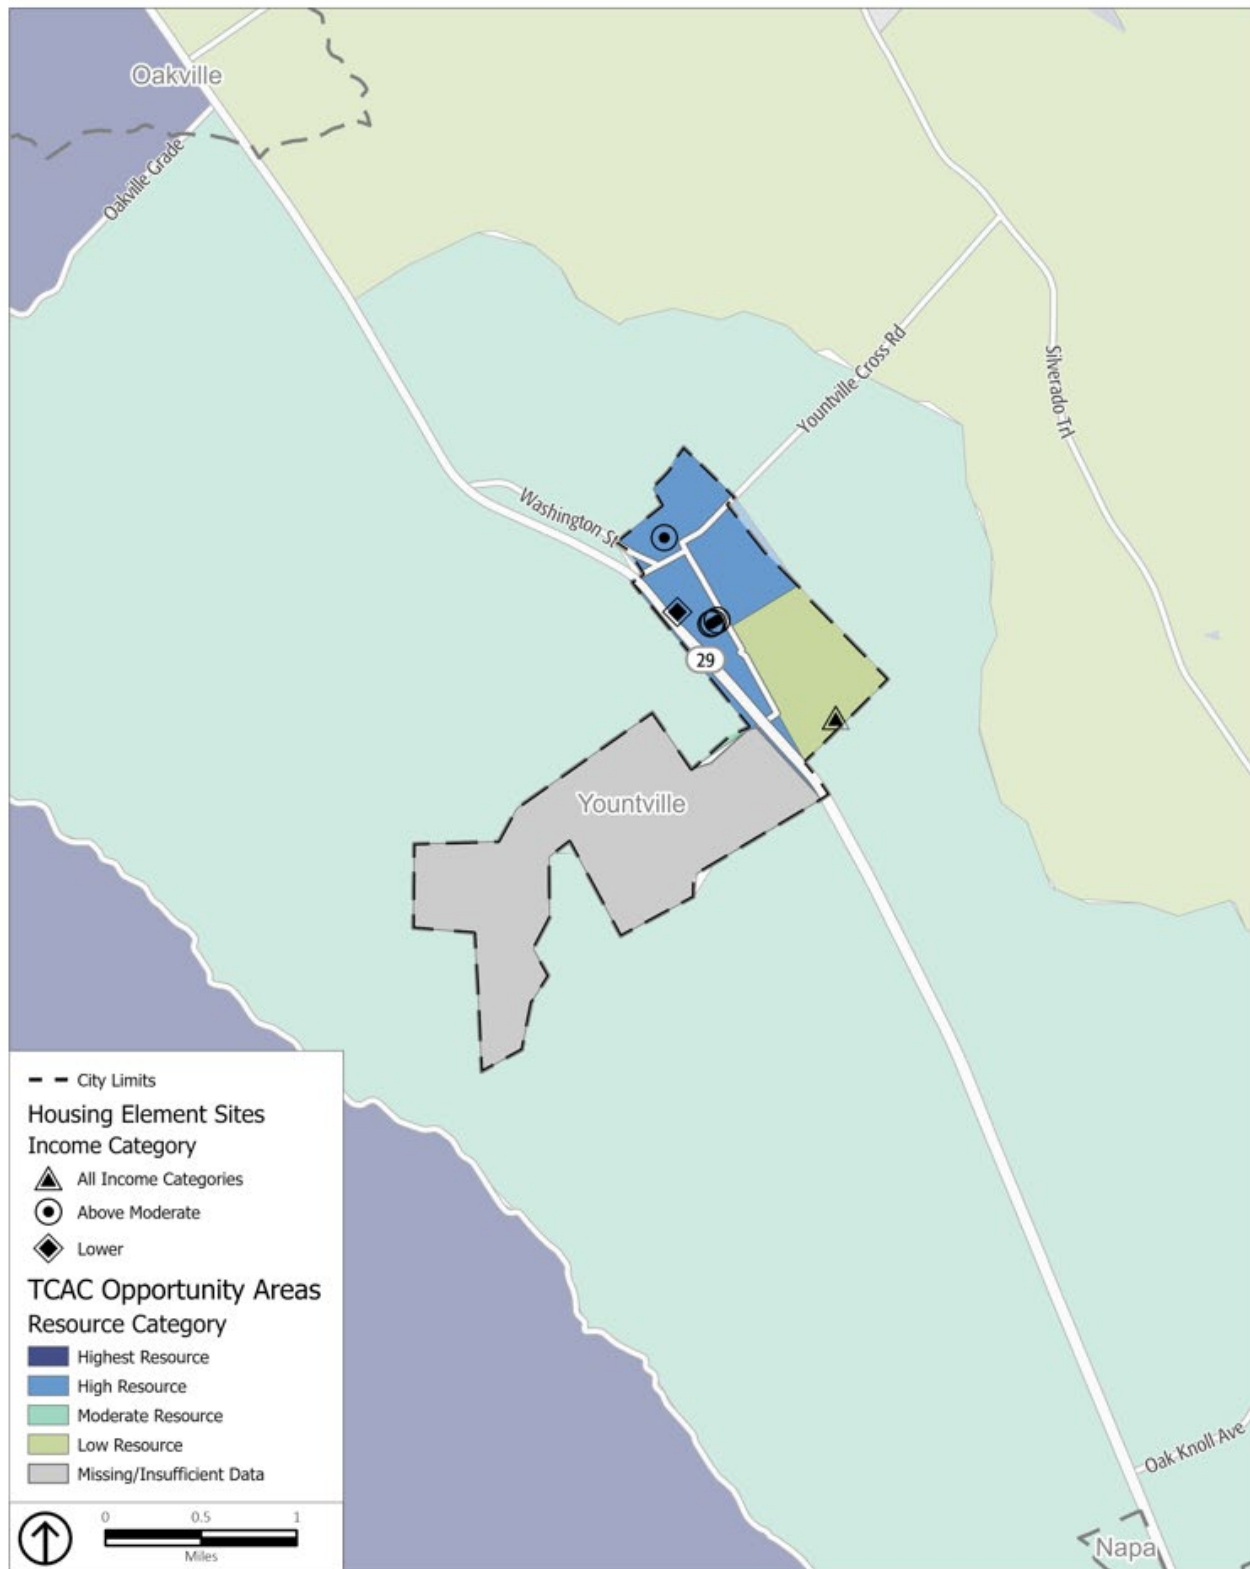 Oakville
Oakville Grade
Yountville Cross Rd
Silverado Trl
Washington St
29
Yountville
City Limits
Housing Element Sites
Income Category
All Income Categories
Above Moderate
Lower
TCAC Opportunity Areas
Resource Category
Highest Resource
High Resource
Moderate Resource
Low Resource
Missing/Insufficient Data
0 0.5 1
Miles
Oak Knoll Ave
Napa